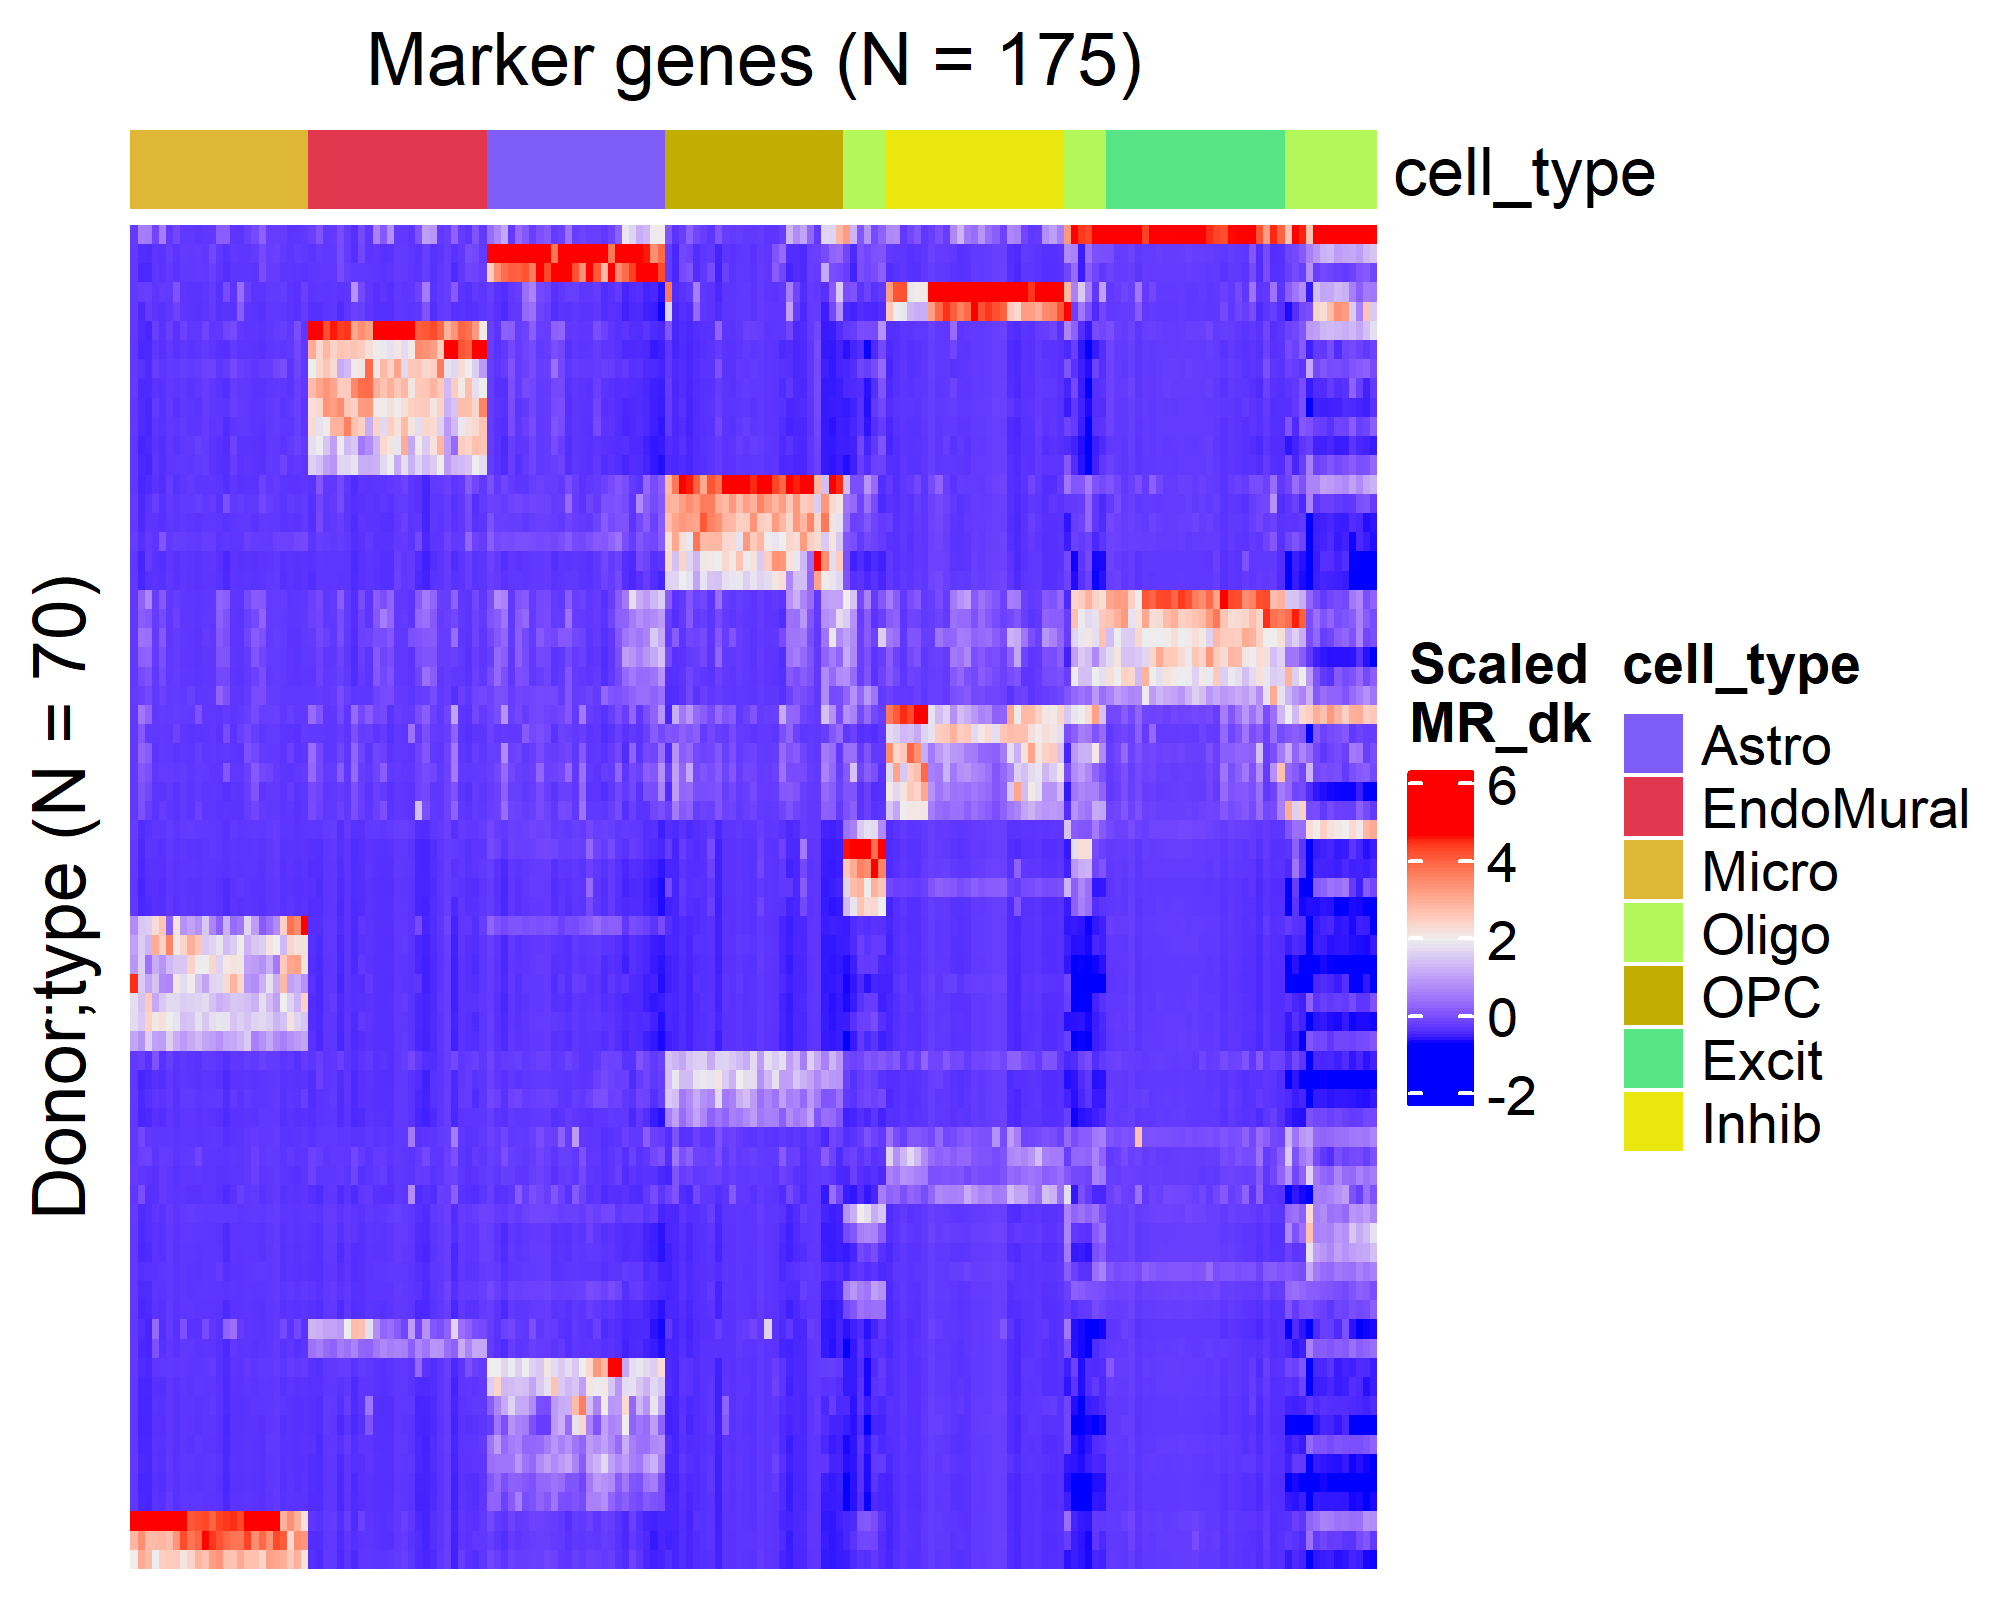 Marker genes (N = 175)
cell_type
Donor;type (N = 70)
Scaled
MR_dk
6
4
2
0
-2
cell_type
Astro
EndoMural
Micro
Oligo
OPC
Excit
Inhib